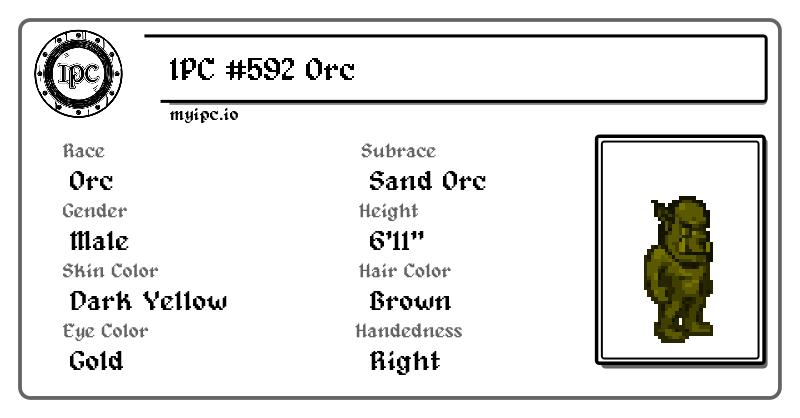 IPC
IPC #592 Orc
myipc.io
Race
Subrace
Orc
Sand Orc
Gender
Height
Male
6'11"
Skin Color
Hair Color
Dark Yellow
Brown
Eye Color
Handedness
Gold
Right